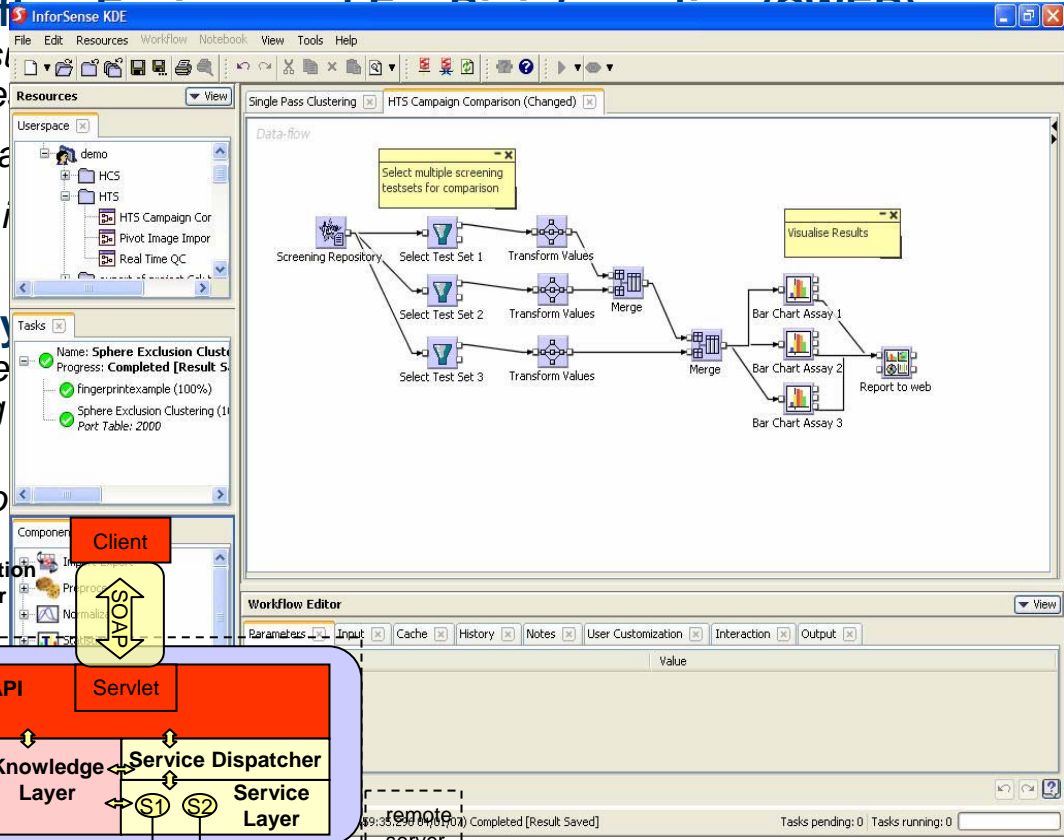 InforSense KDE
File Edit Resources Workflow Notebook View Tools Help
Resources
View
Userspace
demo
HCS
HTS
HTS Campaign Cor
Pivot Image Impor
Real Time QC
Single Pass Clustering
HTS Campaign Comparison (Changed)
Data-flow
Select multiple screening
testsets for comparison
Visualise Results
Screening Repository
Select Test Set 1
Transform Values
Select Test Set 2
Transform Values
Merge
Select Test Set 3
Transform Values
Merge
Bar Chart Assay 1
Bar Chart Assay 2
Bar Chart Assay 3
Report to web
Tasks
Name: Sphere Exclusion Cluste
Progress: Completed [Result S
fingerprintexample (100%)
Sphere Exclusion Clustering (1
Port Table: 2000
Componen
Client
SOAP
Servlet
API
Knowledge
Layer
Service Dispatcher
S1 S2
Service
Layer
remote
server
Workflow Editor
View
Parameters Input Cache History Notes User Customization Interaction Output
Value
Completed [Result Saved]
Tasks pending: 0 Tasks running: 0